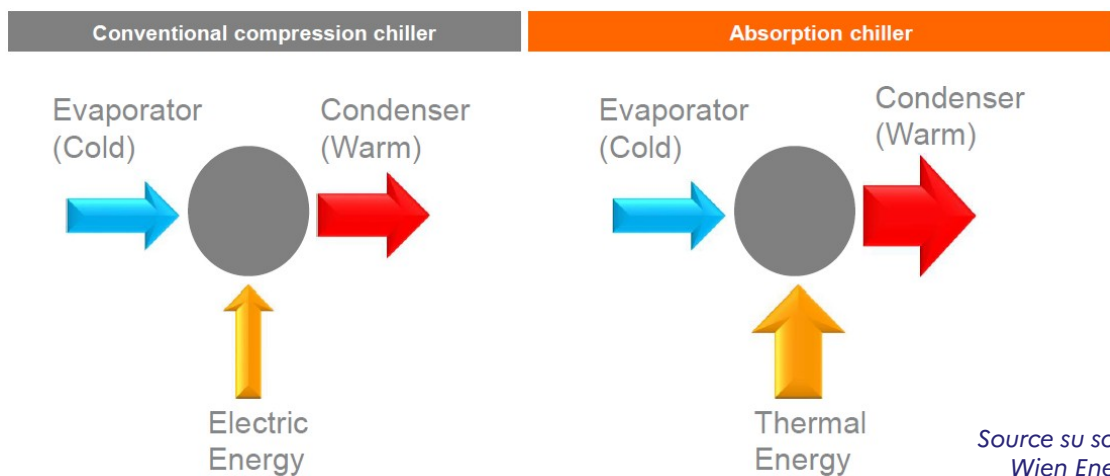 Conventional compression chiller
Absorption chiller
Evaporator
(Cold)
Condenser
(Warm)
Electric
Energy
Evaporator
(Cold)
Condenser
(Warm)
Thermal
Energy
Source su
Wien